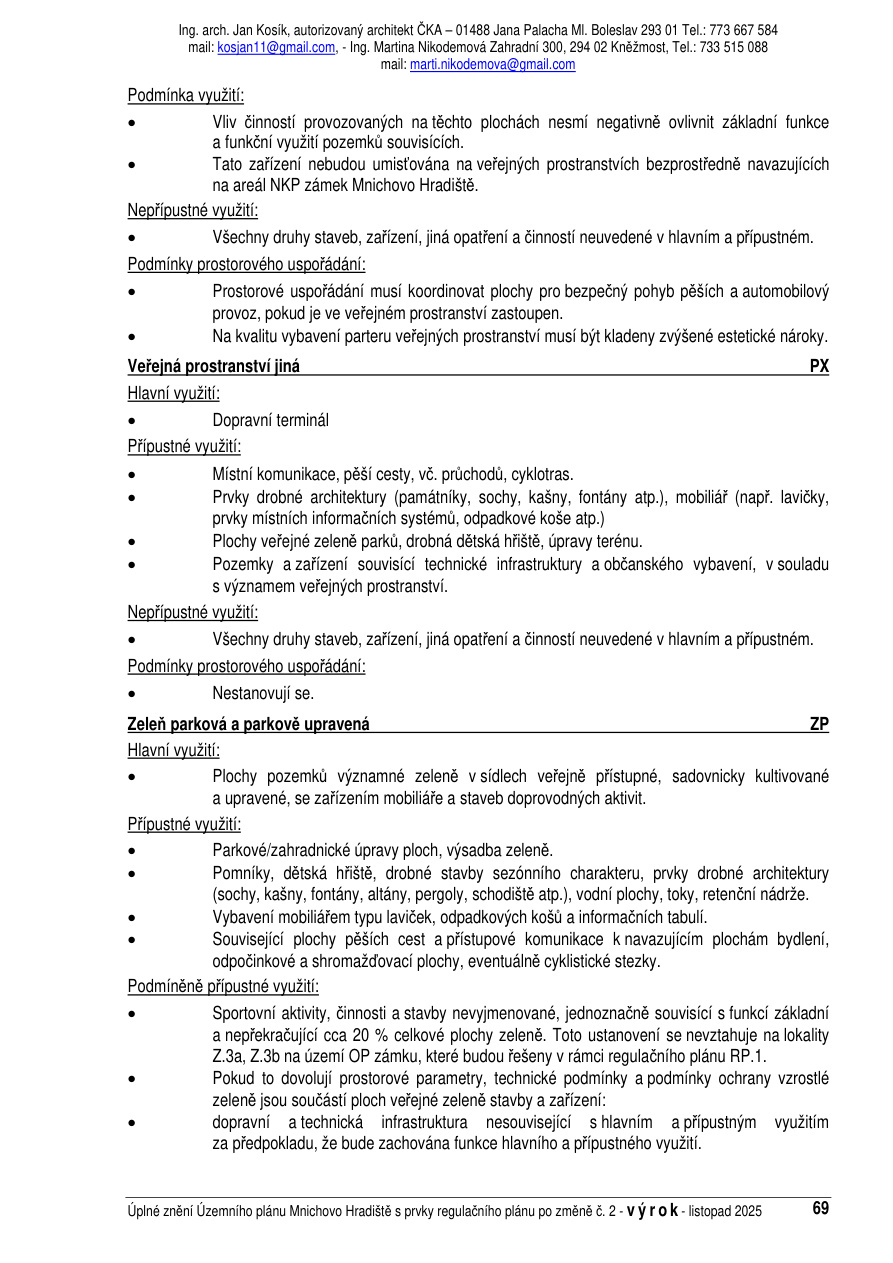 Ing. arch. Jan Kosík, autorizovaný architekt ČKA – 01488 Jana Palacha Ml. Boleslav 293 01 Tel.: 773 667 584
mail: kosjan11@gmail.com, - Ing. Martina Nikodemová Zahradní 300, 294 02 Kněžmost, Tel.: 733 515 088
mail: marti.nikodemova@gmail.com
Podmínka využití:
• Vliv činností provozovaných na těchto plochách nesmí negativně ovlivnit základní funkce
a funkční využití pozemků souvisících.
• Tato zařízení nebudou umisťována na veřejných prostranstvích bezprostředně navazujících
na areál NKP zámek Mnichovo Hradiště.
Nepřípustné využití:
• Všechny druhy staveb, zařízení, jiná opatření a činností neuvedené v hlavním a přípustném.
Podmínky prostorového uspořádání:
• Prostorové uspořádání musí koordinovat plochy pro bezpečný pohyb pěších a automobilový
provoz, pokud je ve veřejném prostranství zastoupen.
• Na kvalitu vybavení parteru veřejných prostranství musí být kladeny zvýšené estetické nároky.
Veřejná prostranství jiná PX
Hlavní využití:
• Dopravní terminál
Přípustné využití:
• Místní komunikace, pěší cesty, vč. průchodů, cyklotras.
• Prvky drobné architektury (památníky, sochy, kašny, fontány atp.), mobiliář (např. lavičky,
prvky místních informačních systémů, odpadkové koše atp.)
• Plochy veřejné zeleně parků, drobná dětská hřiště, úpravy terénu.
• Pozemky a zařízení souvisící technické infrastruktury a občanského vybavení, v souladu
s významem veřejných prostranství.
Nepřípustné využití:
• Všechny druhy staveb, zařízení, jiná opatření a činností neuvedené v hlavním a přípustném.
Podmínky prostorového uspořádání:
• Nestanovují se.
Zeleň parková a parkově upravená ZP
Hlavní využití:
• Plochy pozemků významné zeleně v sídlech veřejně přístupné, sadovnicky kultivované
a upravené, se zařízením mobiliáře a staveb doprovodných aktivit.
Přípustné využití:
• Parkové/zahradnické úpravy ploch, výsadba zeleně.
• Pomníky, dětská hřiště, drobné stavby sezónního charakteru, prvky drobné architektury
(sochy, kašny, fontány, altány, pergoly, schodiště atp.), vodní plochy, toky, retenční nádrže.
• Vybavení mobiliářem typu laviček, odpadkových košů a informačních tabulí.
• Související plochy pěších cest a přístupové komunikace k navazujícím plochám bydlení,
odpočinkové a shromažďovací plochy, eventuálně cyklistické stezky.
Podmíněně přípustné využití:
• Sportovní aktivity, činnosti a stavby nevyjmenované, jednoznačně souvisící s funkcí základní
a nepřekračující cca 20 % celkové plochy zeleně. Toto ustanovení se nevztahuje na lokality
Z.3a, Z.3b na území OP zámku, které budou řešeny v rámci regulačního plánu RP.1.
• Pokud to dovolují prostorové parametry, technické podmínky a podmínky ochrany vzrostlé
zeleně jsou součástí ploch veřejné zeleně stavby a zařízení:
• dopravní a technická infrastruktura nesouvisející s hlavním a přípustným využitím
za předpokladu, že bude zachována funkce hlavního a přípustného využití.
Úplné znění Územního plánu Mnichovo Hradiště s prvky regulačního plánu po změně č. 2 - v ý r o k - listopad 2025 69